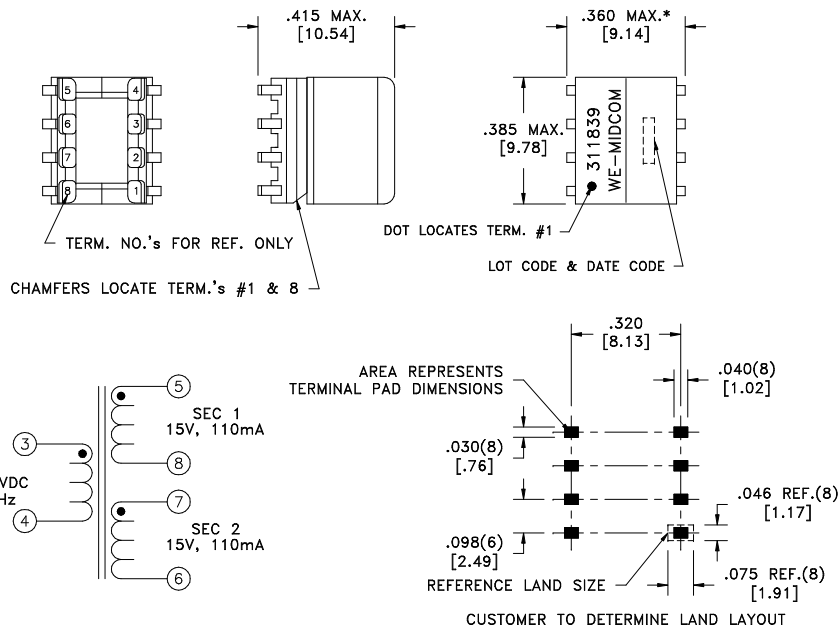 .415 MAX.
[10.54]
.360 MAX.*
[9.14]
5 4
6 3
7 2
8 1
.385 MAX.
[9.78]
311839
WE-MIDCOM
TERM. NO.'s FOR REF. ONLY
CHAMFERS LOCATE TERM.'s #1 & 8
DOT LOCATES TERM. #1
LOT CODE & DATE CODE
.320
[8.13]
AREA REPRESENTS
TERMINAL PAD DIMENSIONS
.040(8)
[1.02]
.030(8)
[.76]
.098(6)
[2.49]
.046 REF.(8)
[1.17]
.075 REF.(8)
[1.91]
REFERENCE LAND SIZE
CUSTOMER TO DETERMINE LAND LAYOUT
3
VDC
Hz
4
5
SEC 1
15V, 110mA
8
7
SEC 2
15V, 110mA
6